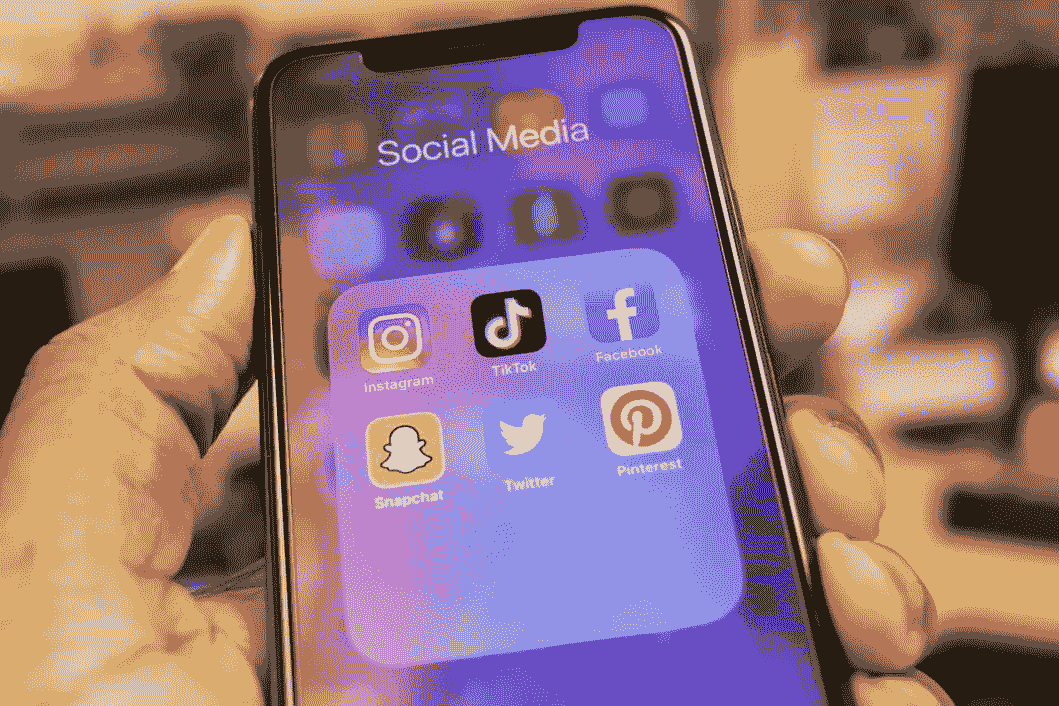 Social Media
Instagram
TikTok
Facebook
Snapchat
Twitter
Pinterest